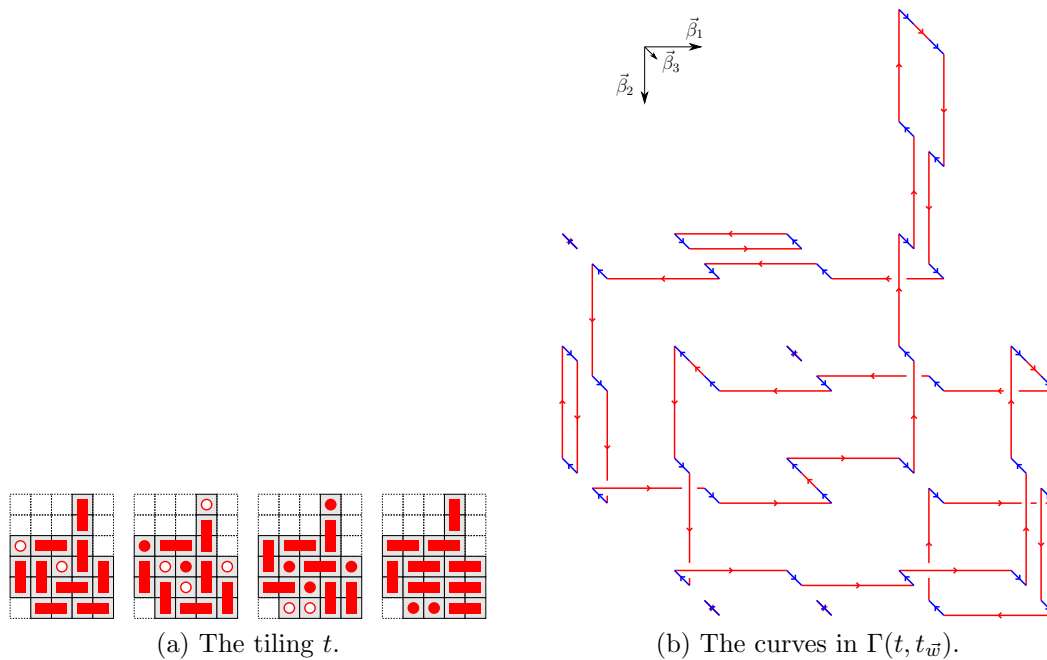 β⃗₁
β⃗₃
β⃗₂
(a) The tiling t.
(b) The curves in Γ(t, t_w⃗).